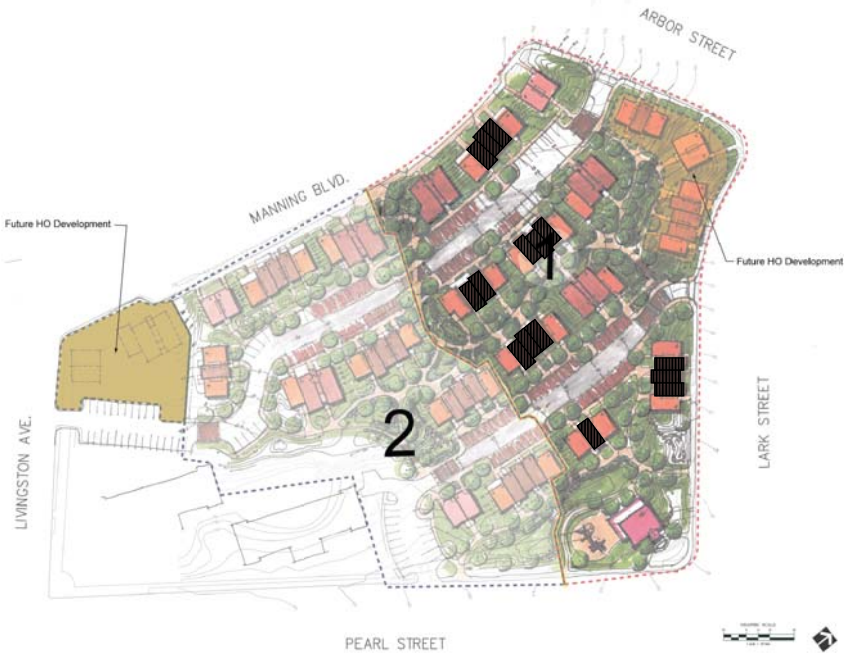 ARBOR STREET
MANNING BLVD.
Future HO Development
1
Future HO Development
2
LIVINGSTON AVE.
LARK STREET
PEARL STREET